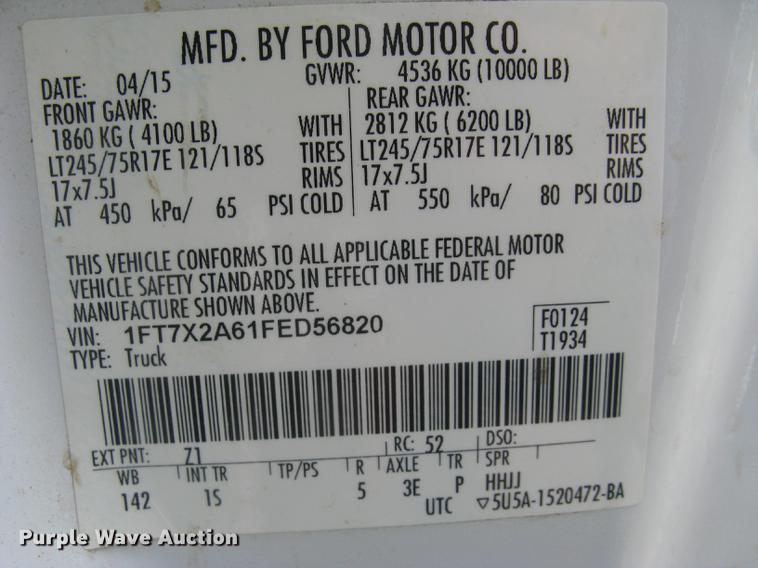 MFD. BY FORD MOTOR CO.
DATE: 04/15 GVWR: 4536 KG (10000 LB)
FRONT GAWR: REAR GAWR:
1860 KG ( 4100 LB) WITH 2812 KG ( 6200 LB) WITH
LT245/75R17E 121/118S TIRES LT245/75R17E 121/118S TIRES
17x7.5J RIMS 17x7.5J RIMS
AT 450 kPa/ 65 PSI COLD AT 550 kPa/ 80 PSI COLD
THIS VEHICLE CONFORMS TO ALL APPLICABLE FEDERAL MOTOR
VEHICLE SAFETY STANDARDS IN EFFECT ON THE DATE OF
MANUFACTURE SHOWN ABOVE.
VIN: 1FT7X2A61FED56820 F0124
TYPE: Truck T1934
EXT PNT: Z1 RC: 52 DSO:
WB INT TR TP/PS R AXLE TR SPR
142 1S 5 3E P HHJJ
UTC ▽5U5A-1520472-BA
Purple Wave Auction